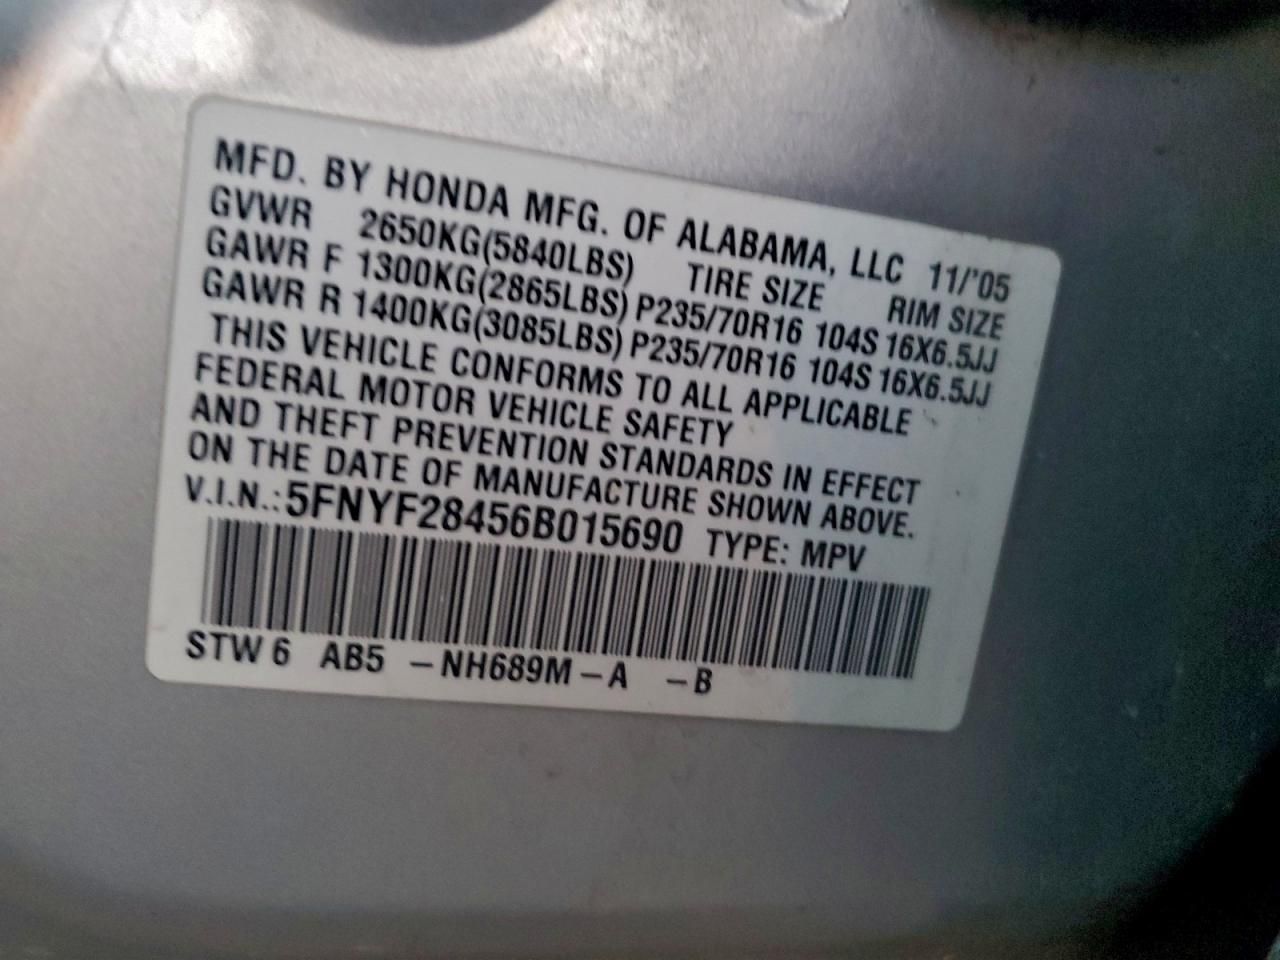 MFD. BY HONDA MFG. OF ALABAMA, LLC 11/'05
GVWR 2650KG(5840LBS) TIRE SIZE RIM SIZE
GAWR F 1300KG(2865LBS) P235/70R16 104S 16X6.5JJ
GAWR R 1400KG(3085LBS) P235/70R16 104S 16X6.5JJ
THIS VEHICLE CONFORMS TO ALL APPLICABLE
FEDERAL MOTOR VEHICLE SAFETY
AND THEFT PREVENTION STANDARDS IN EFFECT
ON THE DATE OF MANUFACTURE SHOWN ABOVE.
V.I.N.: 5FNYF28456B015690 TYPE: MPV
STW 6 AB5 –NH689M – A –B